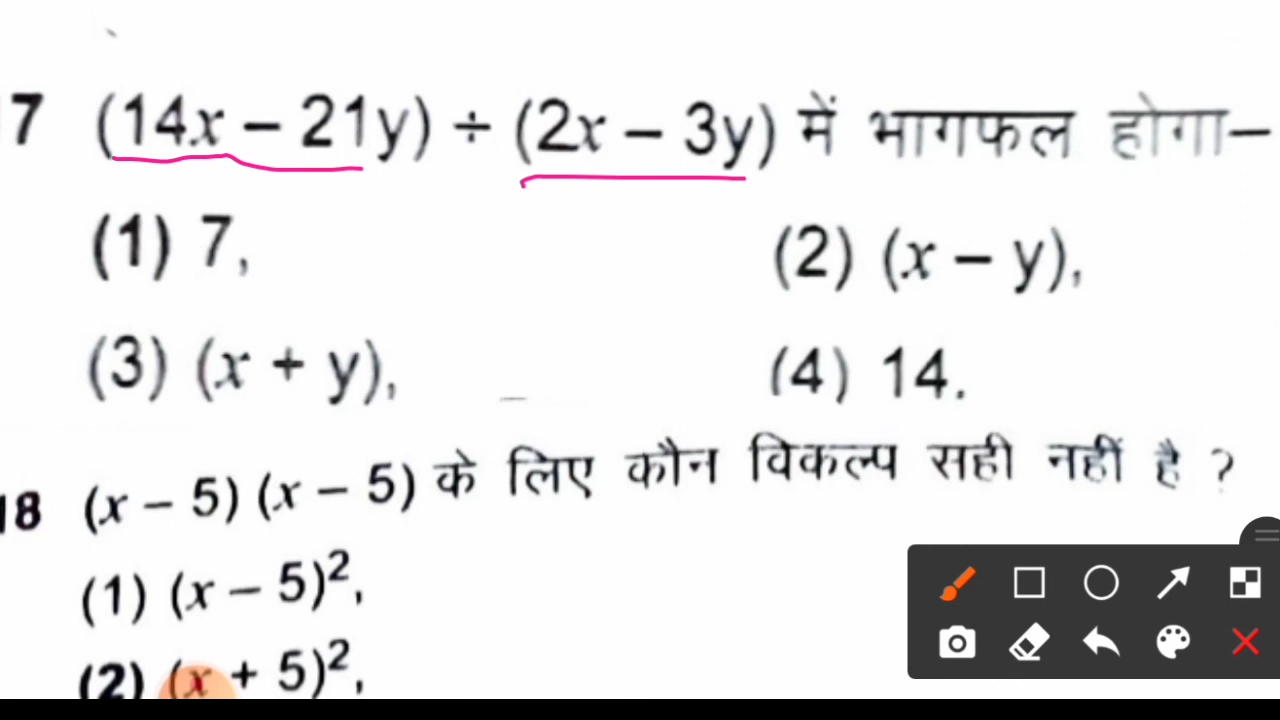 17 (14x – 21y) ÷ (2x – 3y) में भागफल होगा–
(1) 7, (2) (x – y),
(3) (x + y), (4) 14.
18 (x – 5) (x – 5) के लिए कौन विकल्प सही नहीं है ?
(1) (x – 5)²,
(2) (x + 5)²,